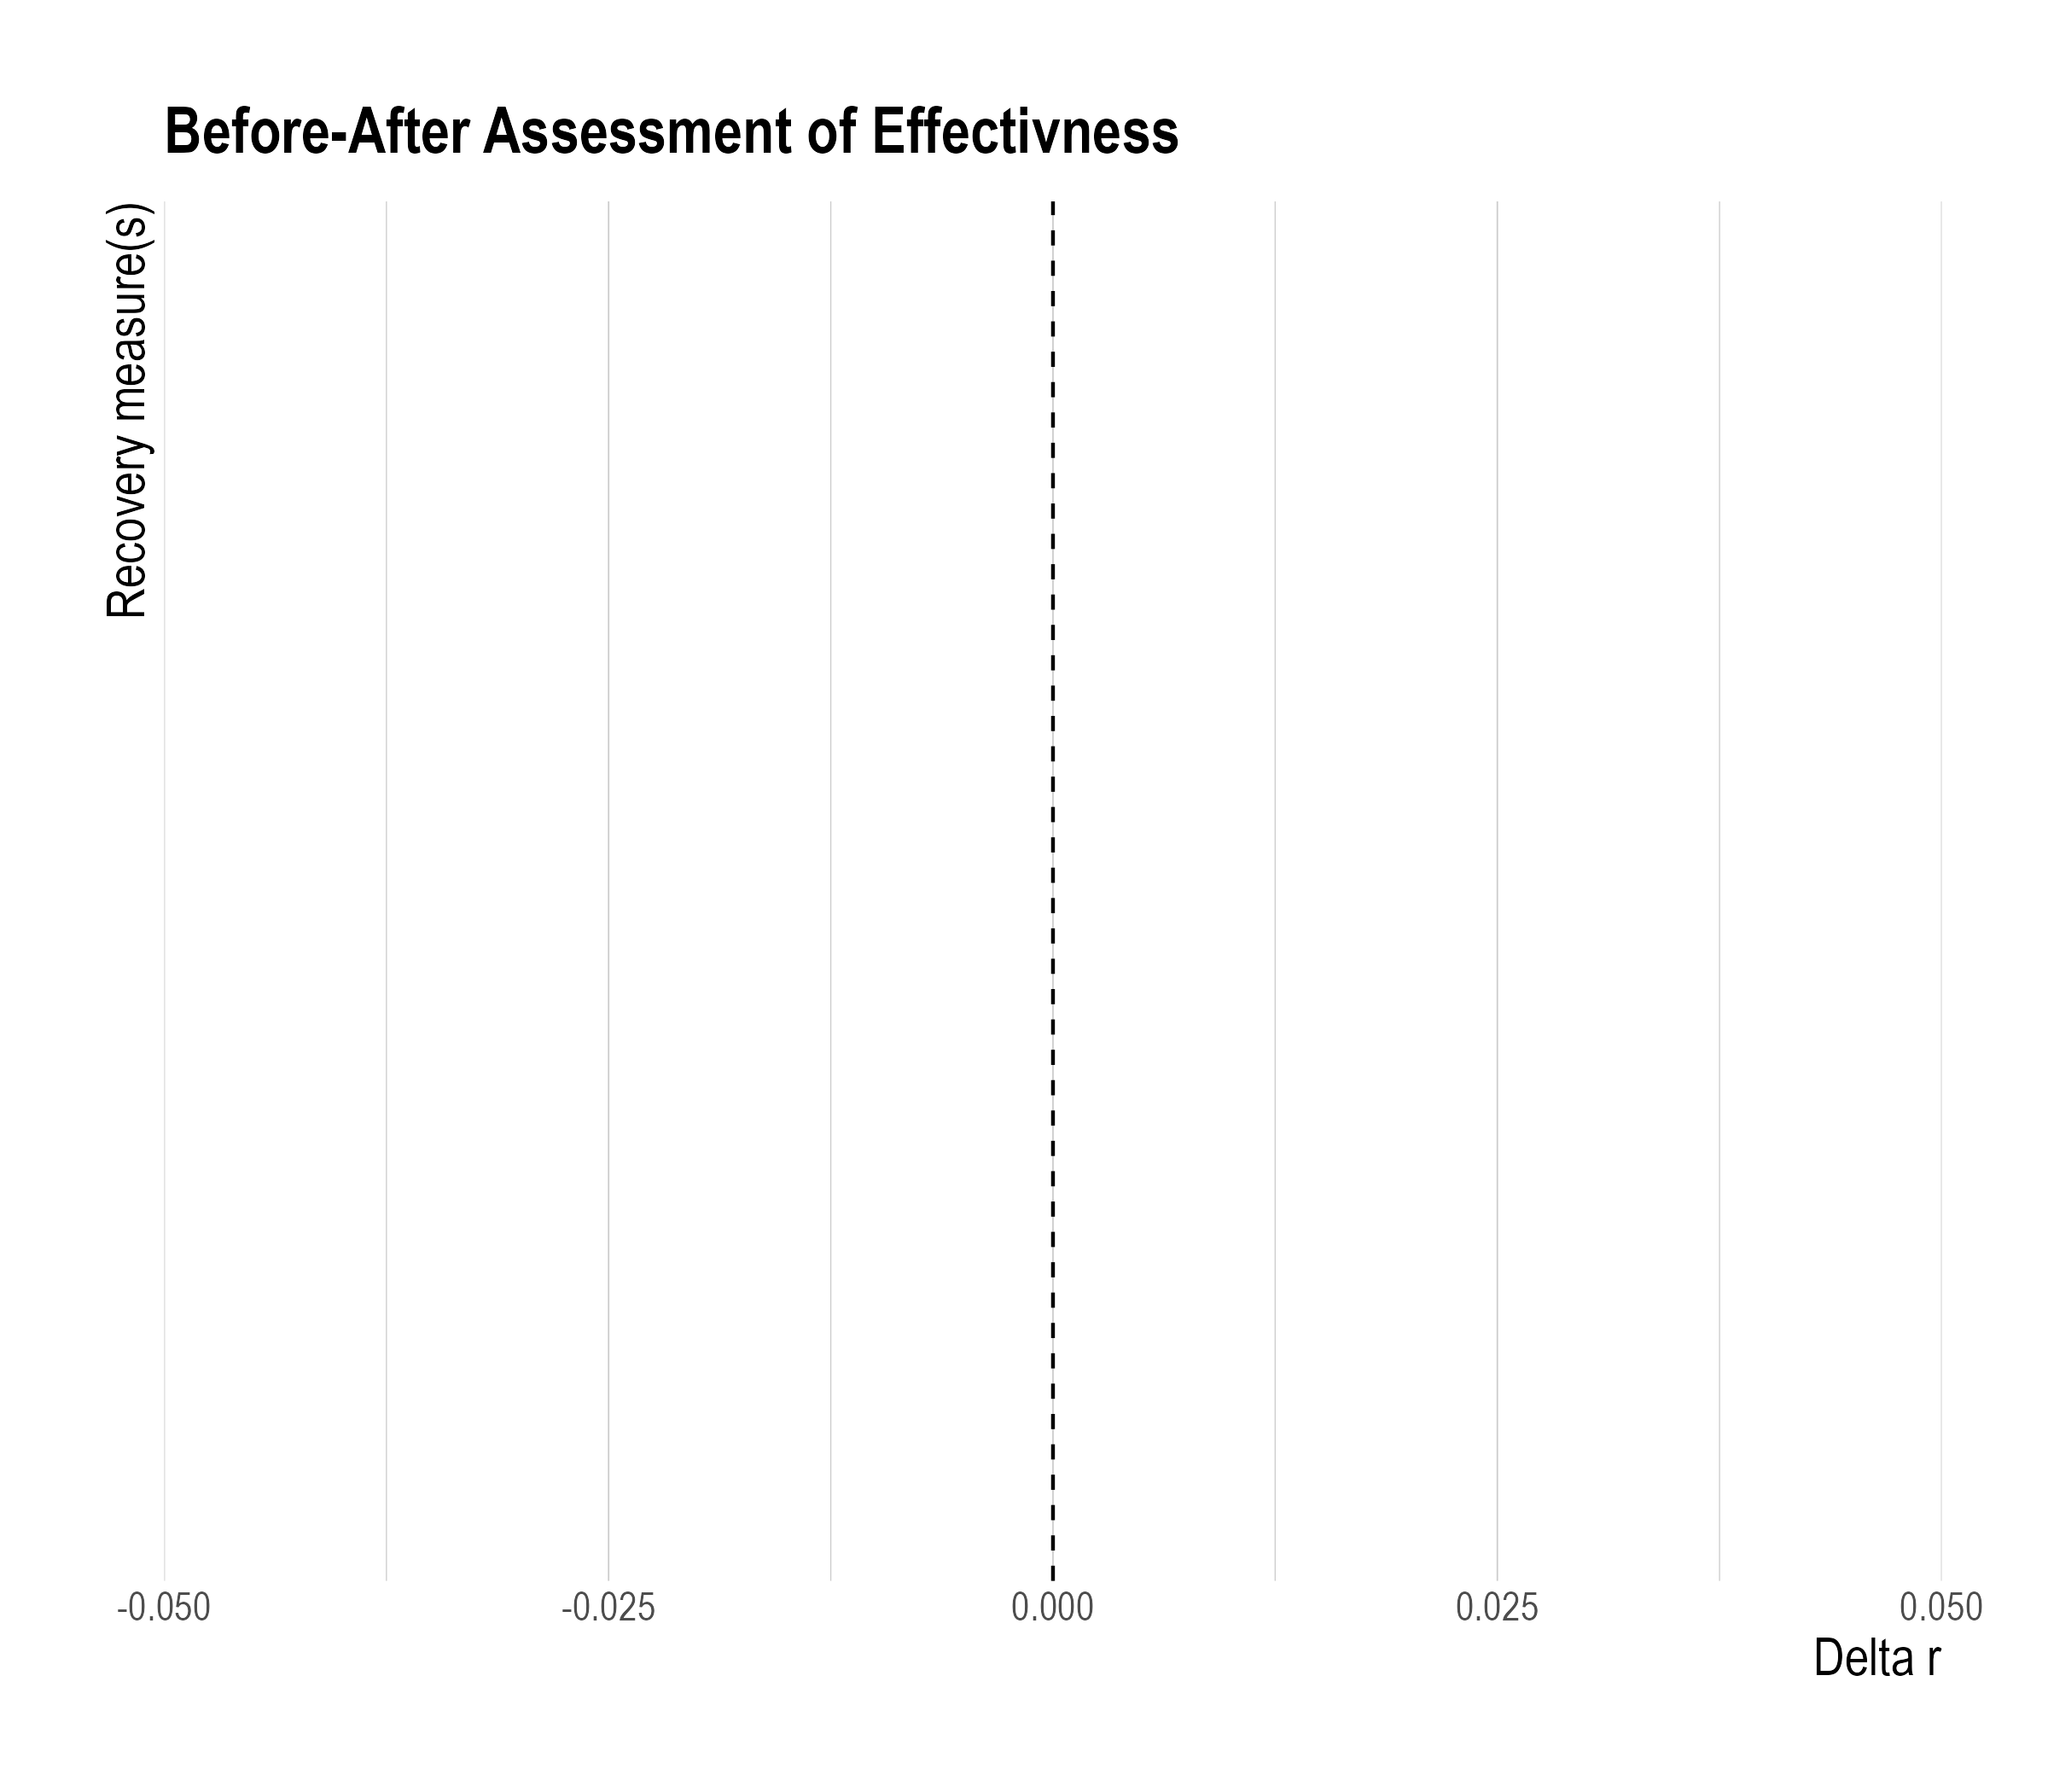 Before-After Assessment of Effectivness
Recovery measure(s)
-0.050
-0.025
0.000
0.025
0.050
Delta r